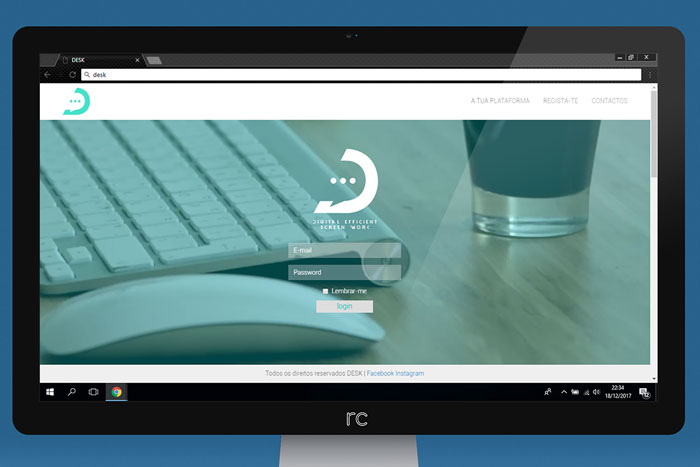 DESK
desk
A TUA PLATAFORMA REGISTA-TE CONTACTOS
DIGITAL EFFICIENT
SCREEN WORK
E-mail
Password
Lembrar-me
login
Todos os direitos reservados DESK | Facebook Instagram
22:34
18/12/2017
12
rc